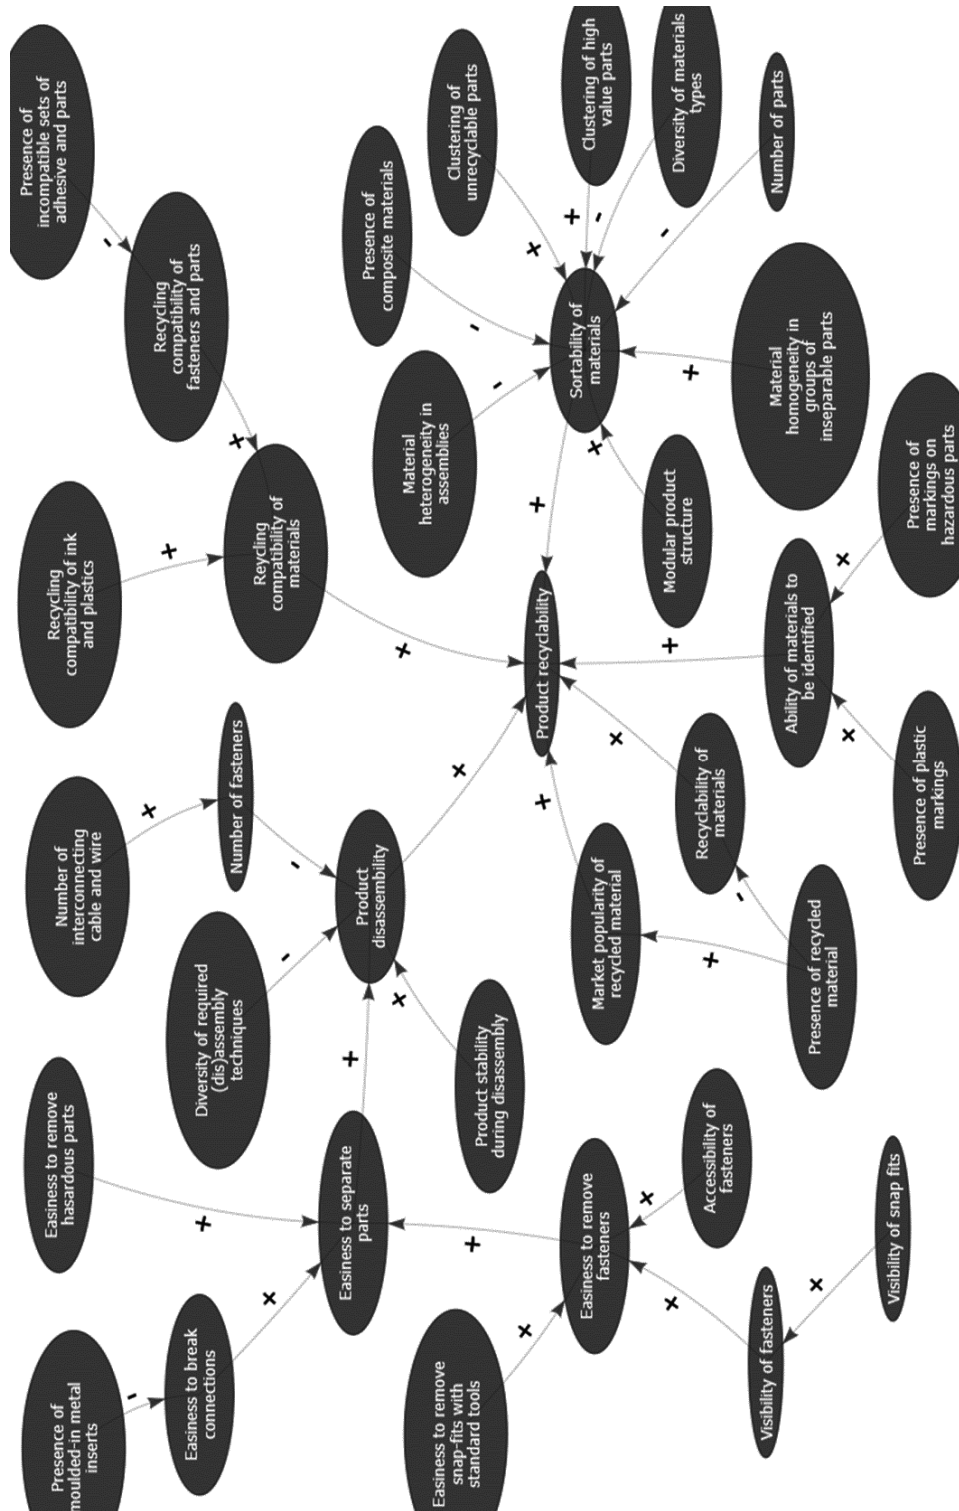 Presence of
moulded-in metal
inserts
-
Easiness to break
connections
+
Easiness to remove
hasardous parts
+
Easiness to separate
parts
+
Easiness to remove
snap-fits with
standard tools
+
Easiness to remove
fasteners
+
Accessibility of
fasteners
+
Visibility of fasteners
+
Visibility of snap fits
+
Number of
interconnecting
cable and wire
+
Number of fasteners
-
Diversity of required
(dis)assembly
techniques
-
Product
disassembility
+
Product stability
during disassembly
+
Market popularity of
recycled material
+
Recyclability of
materials
+
Presence of recycled
material
+
-
Product recyclability
Recycling
compatibility of ink
and plastics
+
Presence of
incompatible sets of
adhesive and parts
-
Recycling
compatibility of
fasteners and parts
+
Reycling
compatibility of
materials
+
Material
heterogeneity in
assemblies
-
Presence of
composite materials
-
Clustering of
unrecyclable parts
+
Clustering of high
value parts
+
Diversity of materials
types
-
Number of parts
-
Sortability of
materials
+
Modular product
structure
+
Material
homogeneity in
groups of
inseparable parts
+
Ability of materials to
be identified
+
Presence of
markings on
hazardous parts
+
Presence of plastic
markings
+